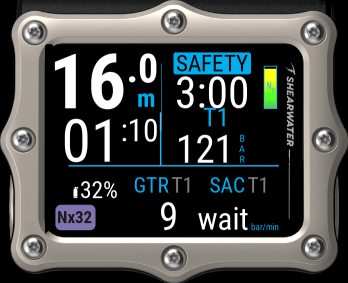 16.0
m
SAFETY
3:00
T1
01:10
121
BAR
N₂
SHEARWATER
32%
GTR T1
SAC T1
Nx32
9
wait
bar/min